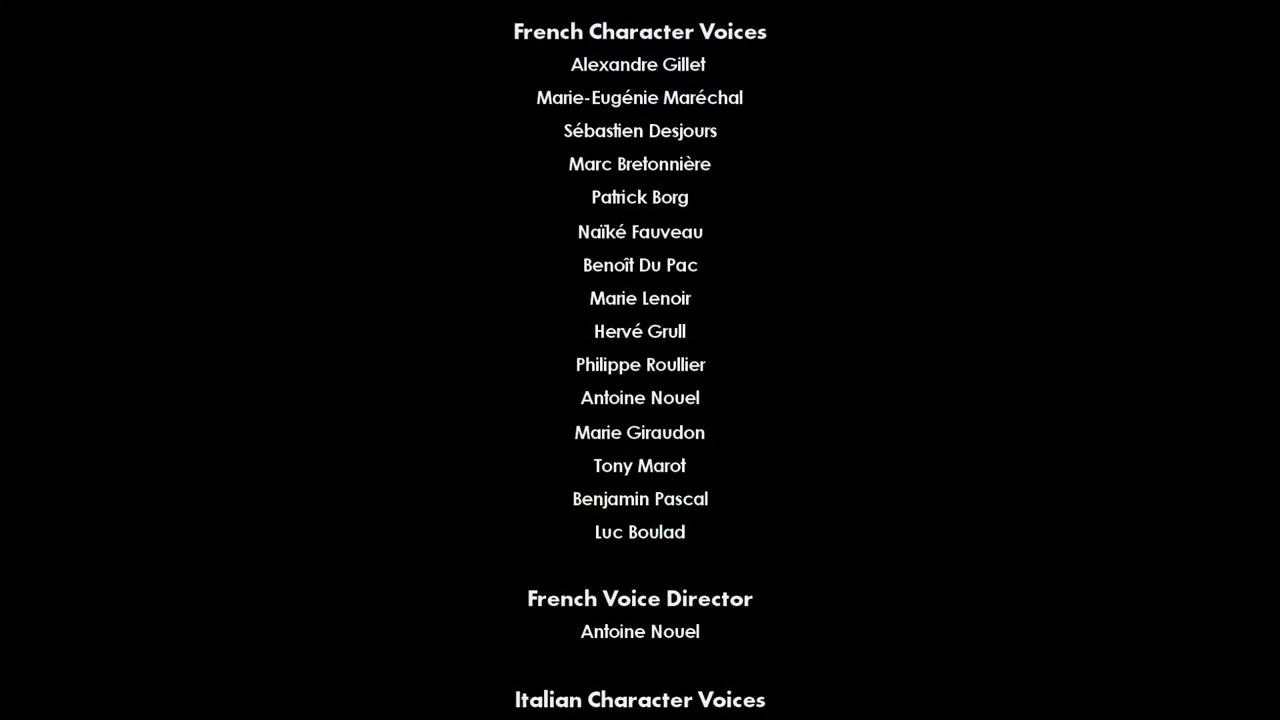 French Character Voices
Alexandre Gillet
Marie-Eugénie Maréchal
Sébastien Desjours
Marc Bretonnière
Patrick Borg
Naïké Fauveau
Benoît Du Pac
Marie Lenoir
Hervé Grull
Philippe Roullier
Antoine Nouel
Marie Giraudon
Tony Marot
Benjamin Pascal
Luc Boulad
French Voice Director
Antoine Nouel
Italian Character Voices